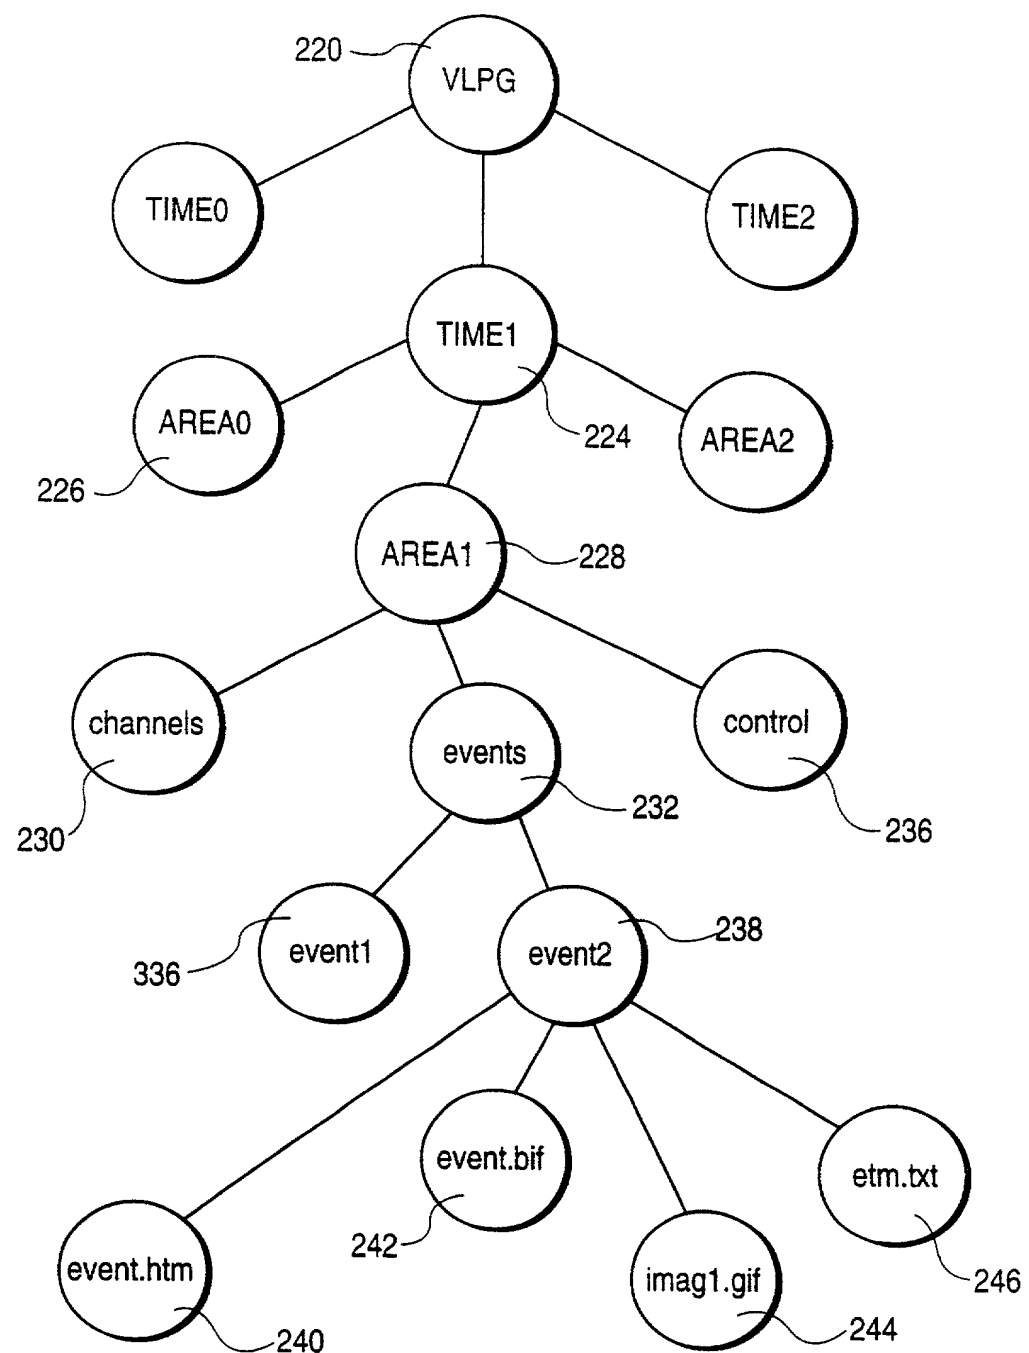 220
VLPG
TIME0
TIME2
TIME1
224
AREA0
226
AREA2
AREA1
228
channels
230
events
232
control
236
event1
336
event2
238
event.htm
240
event.bif
242
imag1.gif
244
etm.txt
246